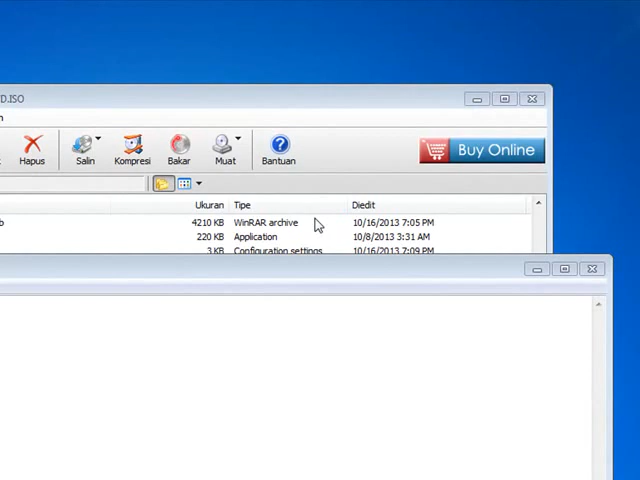 D.ISO
n
Hapus Salin Kompresi Bakar Muat Bantuan Buy Online
Ukuran Tipe Diedit
b 4210 KB WinRAR archive 10/16/2013 7:05 PM
220 KB Application 10/8/2013 3:31 AM
3 KB Configuration settings 10/16/2013 7:09 PM